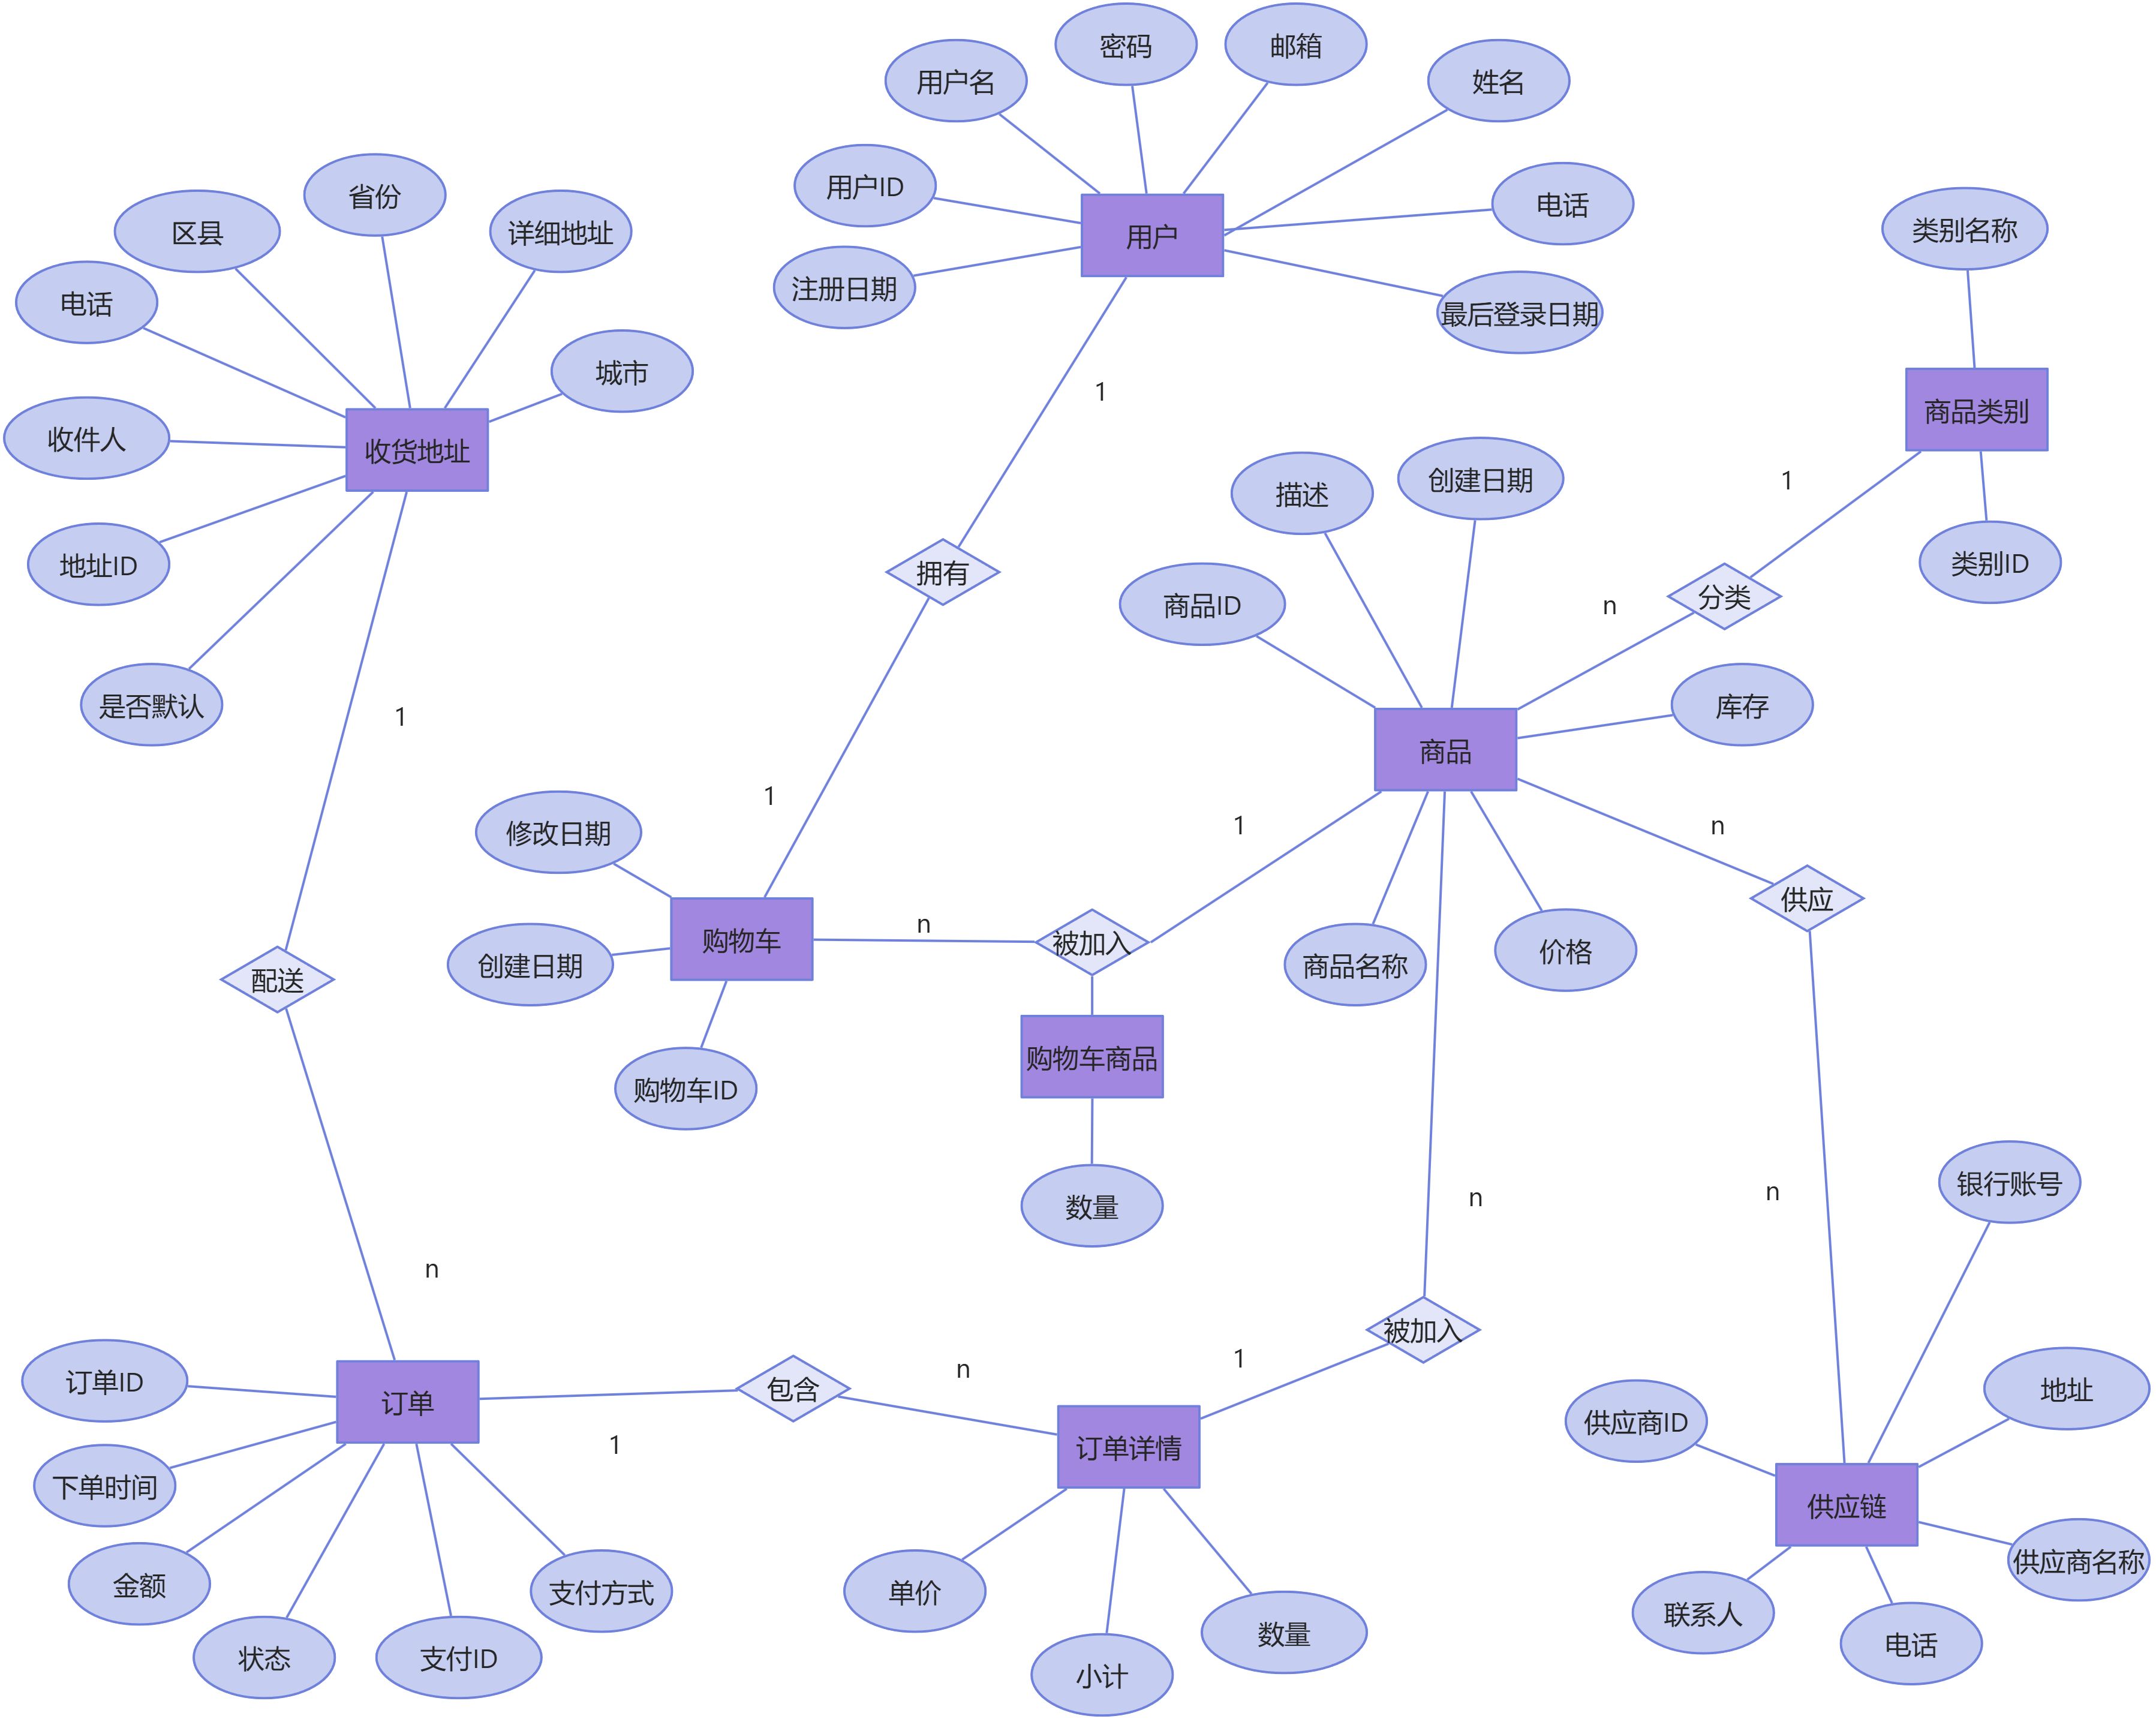 密码
邮箱
用户名
姓名
用户ID
电话
用户
注册日期
最后登录日期
省份
区县
详细地址
电话
城市
收件人
收货地址
地址ID
是否默认
1
类别名称
商品类别
类别ID
1
1
拥有
1
描述
创建日期
商品ID
n
分类
库存
商品
修改日期
创建日期
购物车
购物车ID
n
被加入
1
n
供应
商品名称
价格
购物车商品
数量
配送
n
n
n
银行账号
被加入
1
订单ID
订单
下单时间
金额
状态
支付ID
支付方式
1
包含
n
订单详情
单价
小计
数量
供应商ID
地址
供应链
供应商名称
联系人
电话